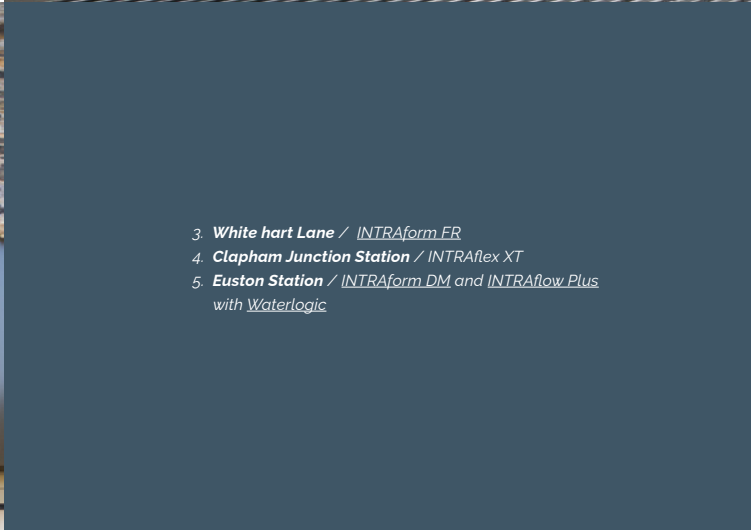 3. White hart Lane / INTRAform FR
4. Clapham Junction Station / INTRAflex XT
5. Euston Station / INTRAform DM and INTRAflow Plus
with Waterlogic